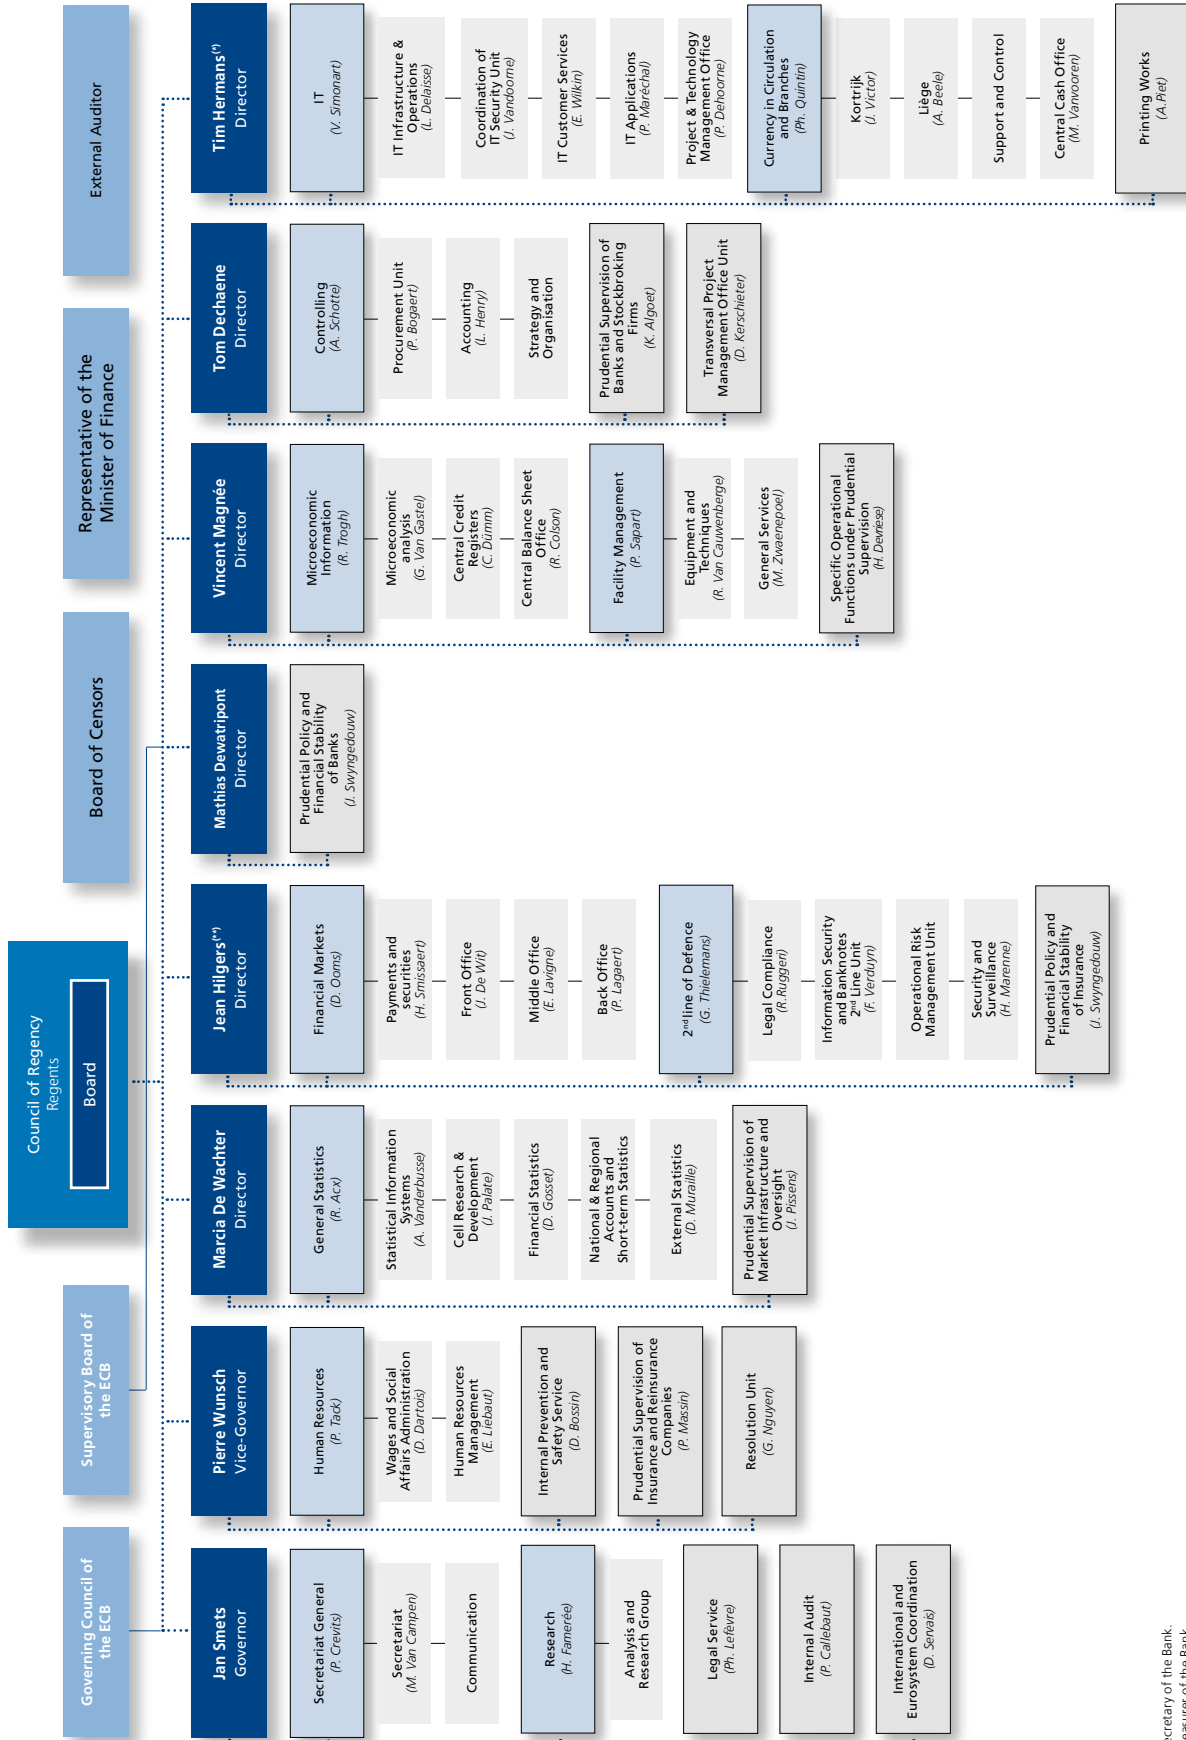 Council of Regency
Regents
Board
Governing Council of
the ECB
Supervisory Board of
the ECB
Board of Censors
Representative of the
Minister of Finance
External Auditor
Jan Smets
Governor
Secretariat General
(P. Crevits)
Secretariat
(M. Van Campen)
Communication
Research
(H. Famerée)
Analysis and
Research Group
Legal Service
(Ph. Lefèvre)
Internal Audit
(P. Callebaut)
International and
Eurosystem Coordination
(D. Servais)
Pierre Wunsch
Vice-Governor
Human Resources
(P. Tack)
Wages and Social
Affairs Administration
(D. Dartois)
Human Resources
Management
(E. Liebaut)
Internal Prevention and
Safety Service
(D. Bossin)
Prudential Supervision of
Insurance and Reinsurance
Companies
(P. Massin)
Resolution Unit
(G. Nguyen)
Marcia De Wachter
Director
General Statistics
(R. Acx)
Statistical Information
Systems
(A. Vanderbusse)
Cell Research &
Development
(J. Palate)
Financial Statistics
(D. Gosset)
National & Regional
Accounts and
Short-term Statistics
External Statistics
(D. Muraille)
Prudential Supervision of
Market Infrastructure and
Oversight
(J. Pissens)
Jean Hilgers(**)
Director
Financial Markets
(D. Ooms)
Payments and
securities
(H. Smissaert)
Front Office
(J. De Wit)
Middle Office
(E. Lavigne)
Back Office
(P. Lagaert)
2nd line of Defence
(G. Thielemans)
Legal Compliance
(R.Ruggeri)
Information Security
and Banknotes
2nd Line Unit
(F. Verduyn)
Operational Risk
Management Unit
Security and
Surveillance
(H. Marenne)
Prudential Policy and
Financial Stability
of Insurance
(J. Swyngedouw)
Mathias Dewatripont
Director
Prudential Policy and
Financial Stability
of Banks
(J. Swyngedouw)
Vincent Magnée
Director
Microeconomic
Information
(R. Trogh)
Microeconomic
analysis
(G. Van Gastel)
Central Credit
Registers
(C. Dümm)
Central Balance Sheet
Office
(R. Colson)
Facility Management
(P. Sapart)
Equipment and
Techniques
(R. Van Cauwenberge)
General Services
(M. Zwaenepoel)
Specific Operational
Functions under Prudential
Supervision
(H. Dewiese)
Tom Dechaene
Director
Controlling
(A. Schotte)
Procurement Unit
(P. Bogaert)
Accounting
(L. Henry)
Strategy and
Organisation
Prudential Supervision of
Banks and Stockbroking
Firms
(K. Algoet)
Transversal Project
Management Office Unit
(D. Kerschieter)
Tim Hermans(*)
Director
IT
(V. Simonart)
IT Infrastructure &
Operations
(L. Delaisse)
Coordination of
IT Security Unit
(J. Vandoorne)
IT Customer Services
(E. Wilkin)
IT Applications
(P. Maréchal)
Project & Technology
Management Office
(P. Dehoorne)
Currency in Circulation
and Branches
(Ph. Quintin)
Kortrijk
(J. Victor)
Liège
(A. Beele)
Support and Control
Central Cash Office
(M. Vanvooren)
Printing Works
(A.Piet)
ecretary of the Bank.
easurer of the Bank